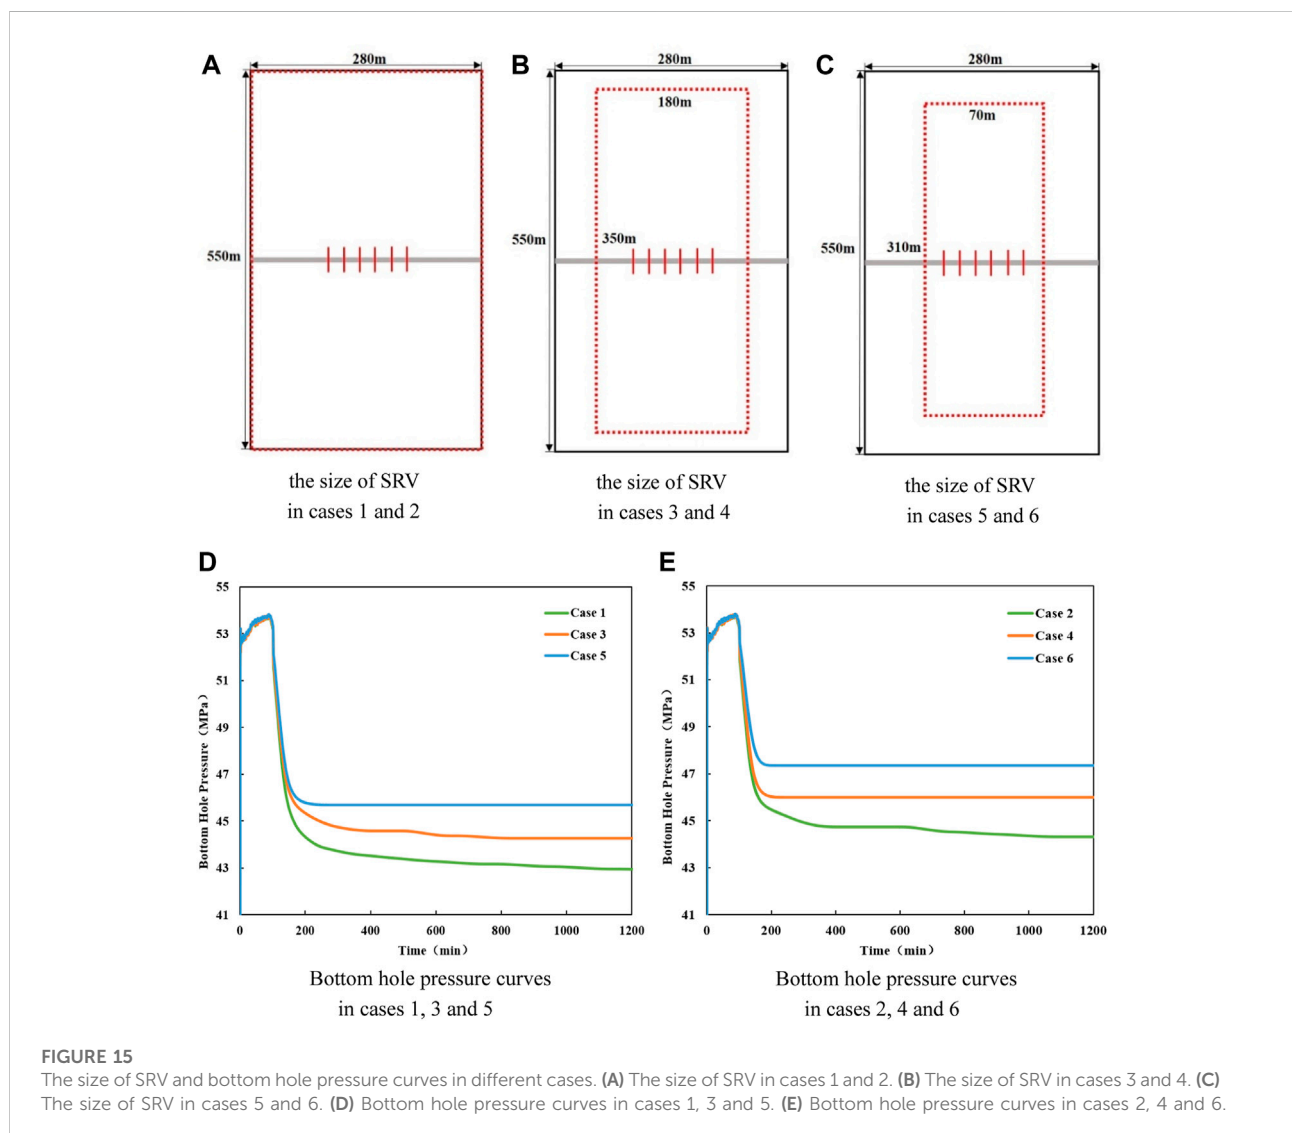 A
280m
550m
the size of SRV
in cases 1 and 2
B
280m
180m
350m
550m
the size of SRV
in cases 3 and 4
C
280m
70m
310m
550m
the size of SRV
in cases 5 and 6
D
55
53
51
49
47
45
43
41
Bottom Hole Pressure（MPa）
Case 1
Case 3
Case 5
0
200
400
600
800
1000
1200
Time（min）
Bottom hole pressure curves
in cases 1, 3 and 5
E
55
53
51
49
47
45
43
41
Bottom Hole Pressure（MPa）
Case 2
Case 4
Case 6
0
200
400
600
800
1000
1200
Time（min）
Bottom hole pressure curves
in cases 2, 4 and 6
FIGURE 15
The size of SRV and bottom hole pressure curves in different cases. (A) The size of SRV in cases 1 and 2. (B) The size of SRV in cases 3 and 4. (C)
The size of SRV in cases 5 and 6. (D) Bottom hole pressure curves in cases 1, 3 and 5. (E) Bottom hole pressure curves in cases 2, 4 and 6.